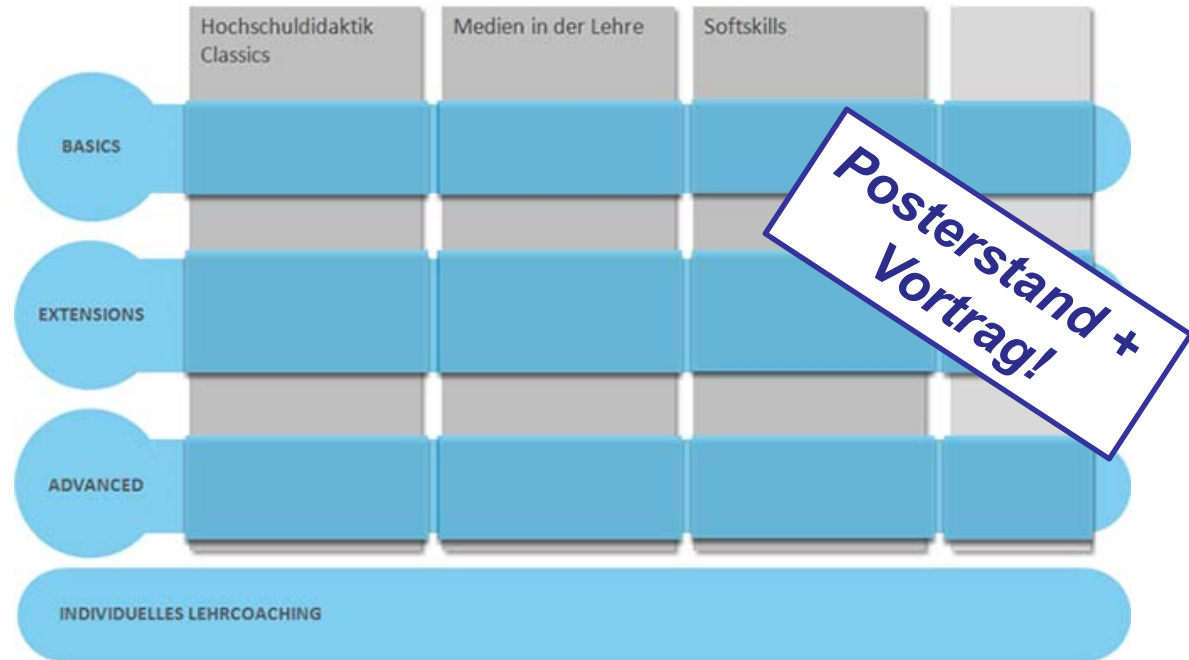 Hochschuldidaktik
Classics
Medien in der Lehre
Softskills
BASICS
Posterstand +
Vortrag!
EXTENSIONS
ADVANCED
INDIVIDUELLES LEHRCOACHING